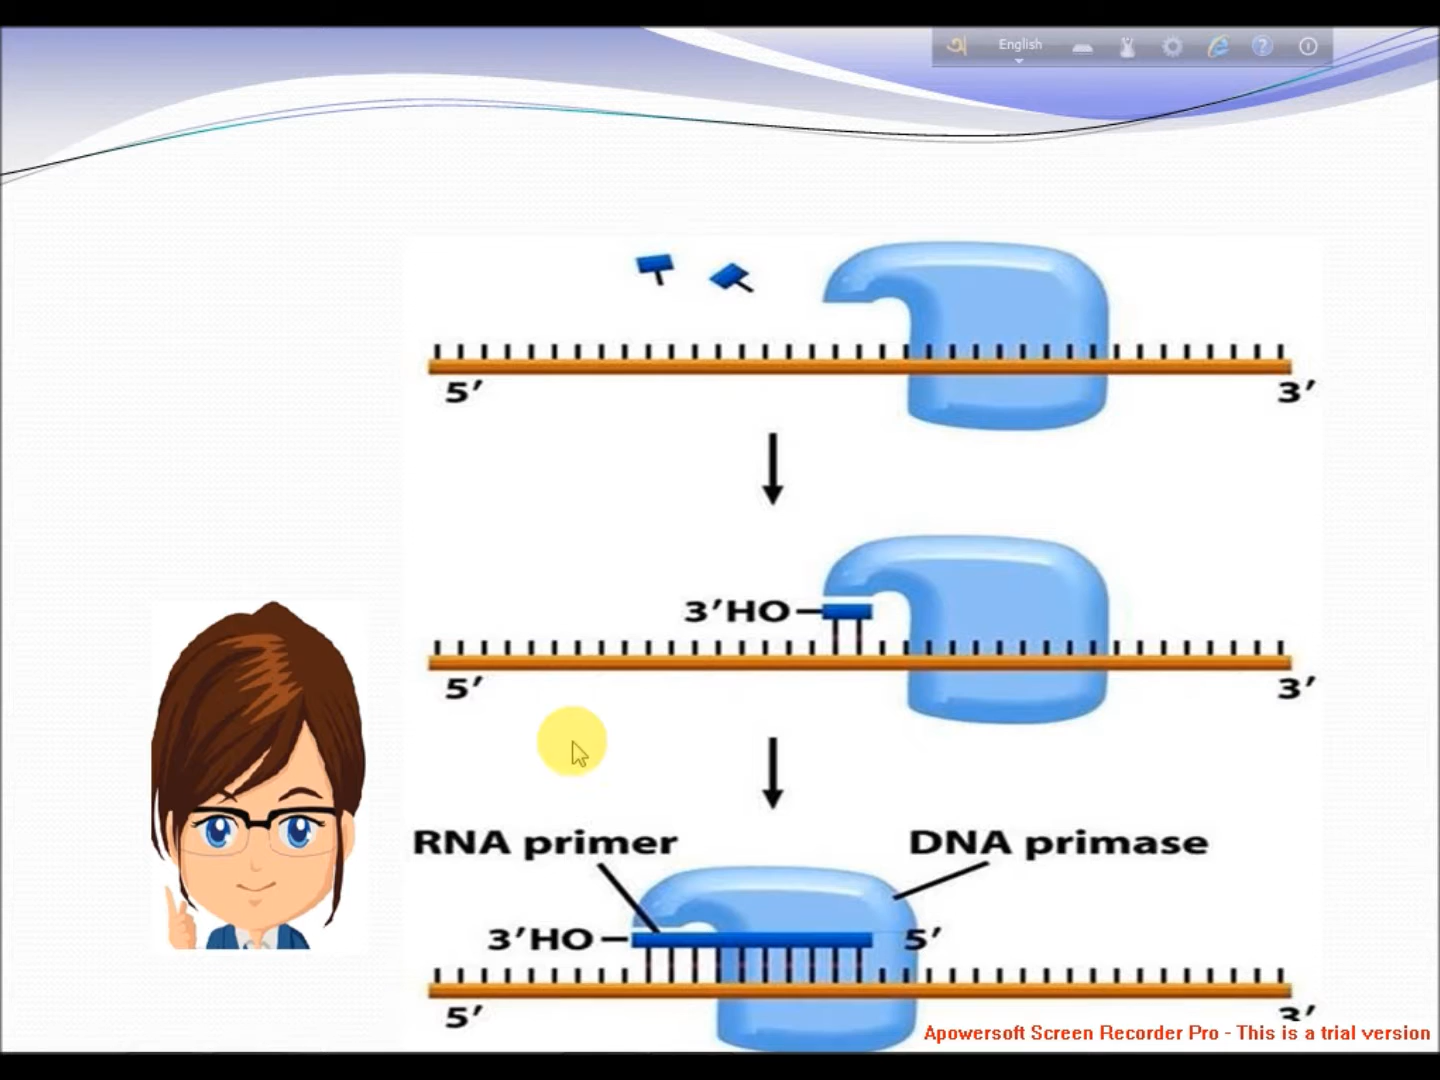 অ English
5′ 3′
3′HO
5′ 3′
RNA primer DNA primase
3′HO 5′
5′ 3′
Apowersoft Screen Recorder Pro - This is a trial version